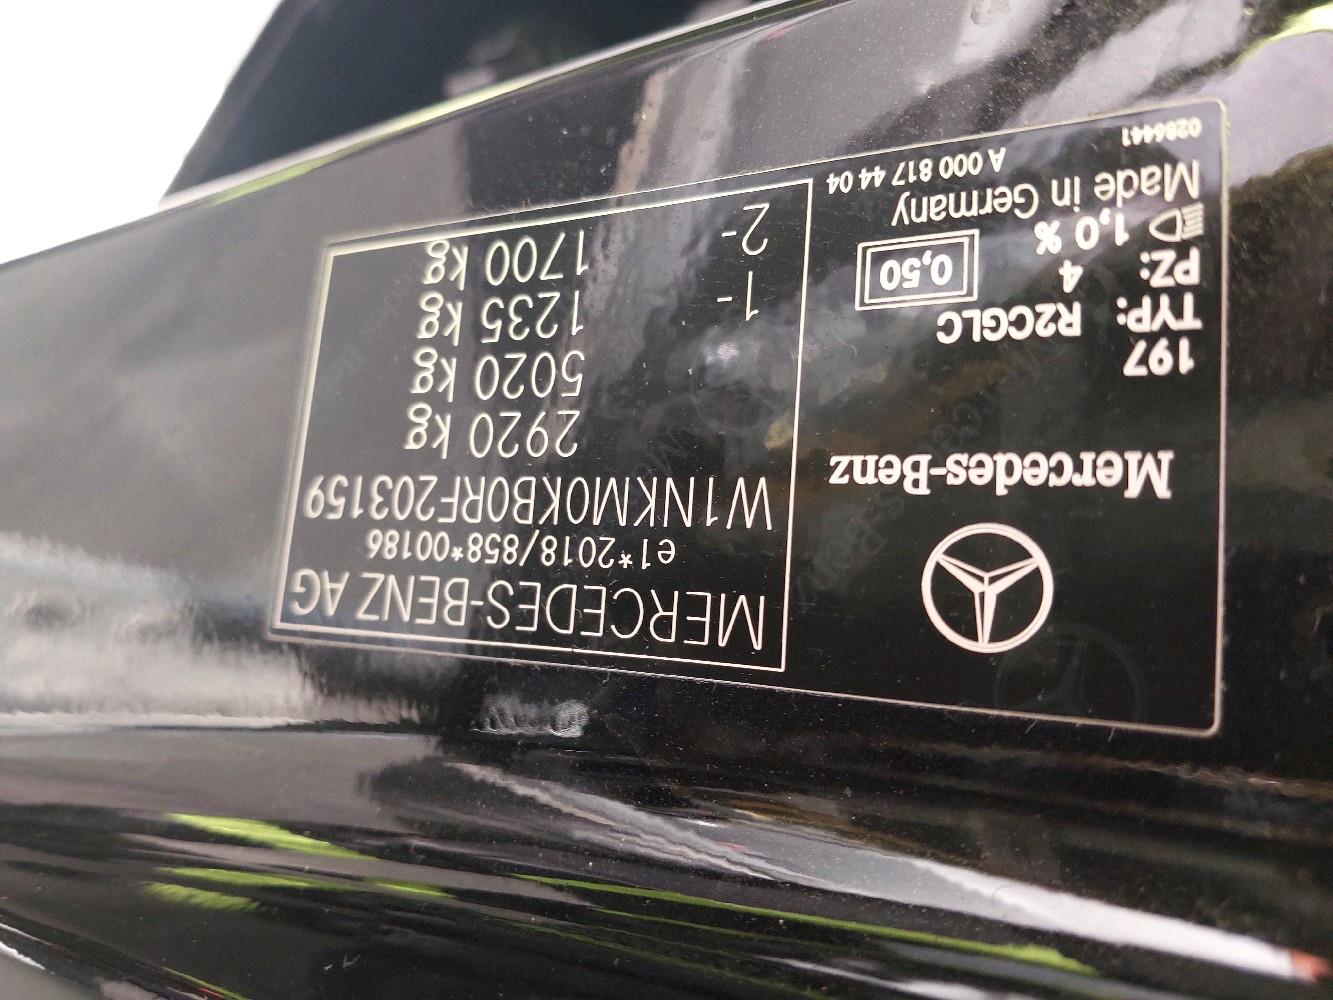 Mercedes-Benz
197
TYP: R2CGLC
PZ: 4
0,50
1,0 %
Made in Germany
A 000 817 44 04
0286441
MERCEDES-BENZ AG
e1*2018/858*00186
W1NKM0KB0RF203159
2920 kg
5020 kg
1- 1235 kg
2- 1700 kg